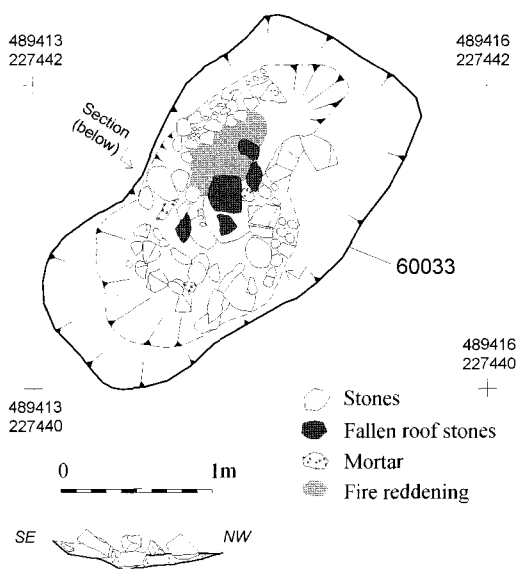 489413
227442
489416
227442
Section
(below)
60033
489416
227440
489413
227440
Stones
Fallen roof stones
Mortar
Fire reddening
0 1m
SE NW